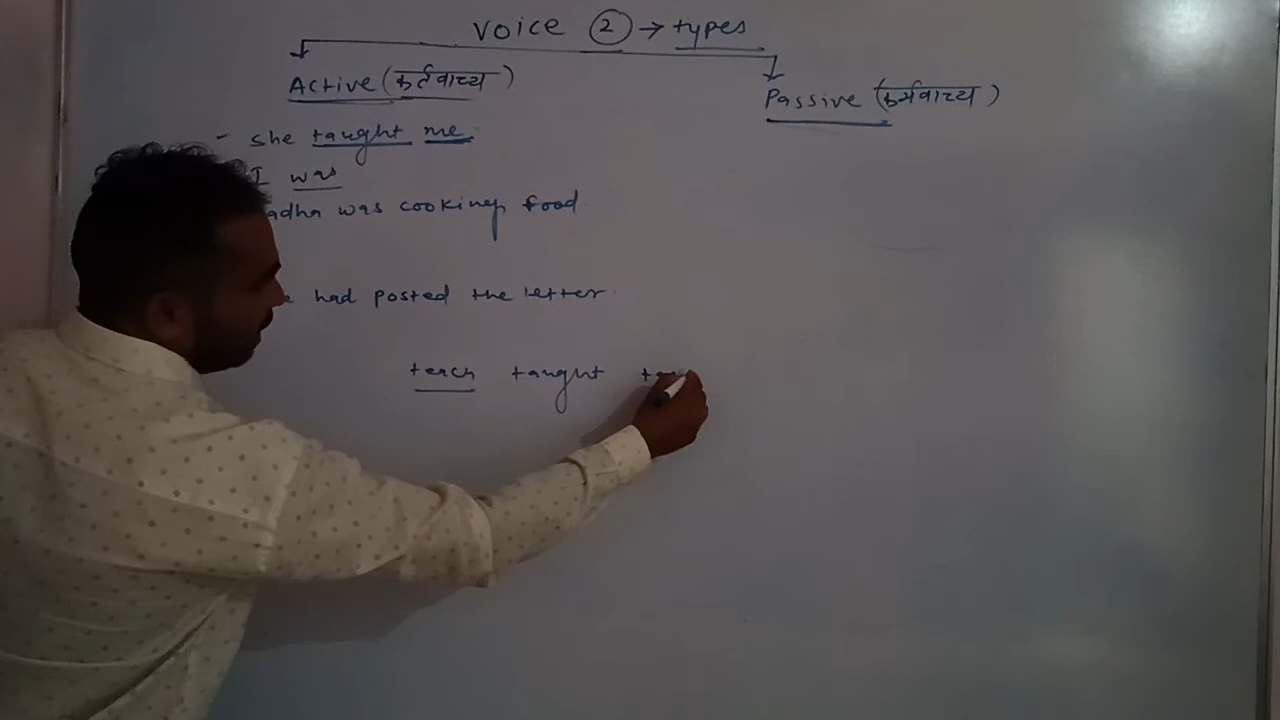 Voice 2 → types
Active (कर्तवाच्य)
Passive (कर्मवाच्य)
- she taught me.
I was
adha was cooking food
had posted the letter.
teach taught